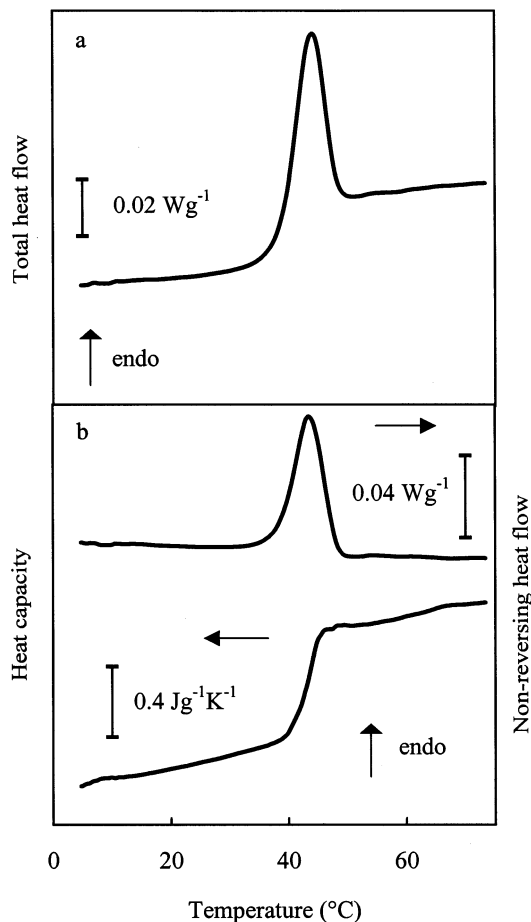 a
Total heat flow
0.02 Wg⁻¹
endo
b
0.04 Wg⁻¹
Heat capacity
Non-reversing heat flow
0.4 Jg⁻¹K⁻¹
endo
0 20 40 60
Temperature (°C)